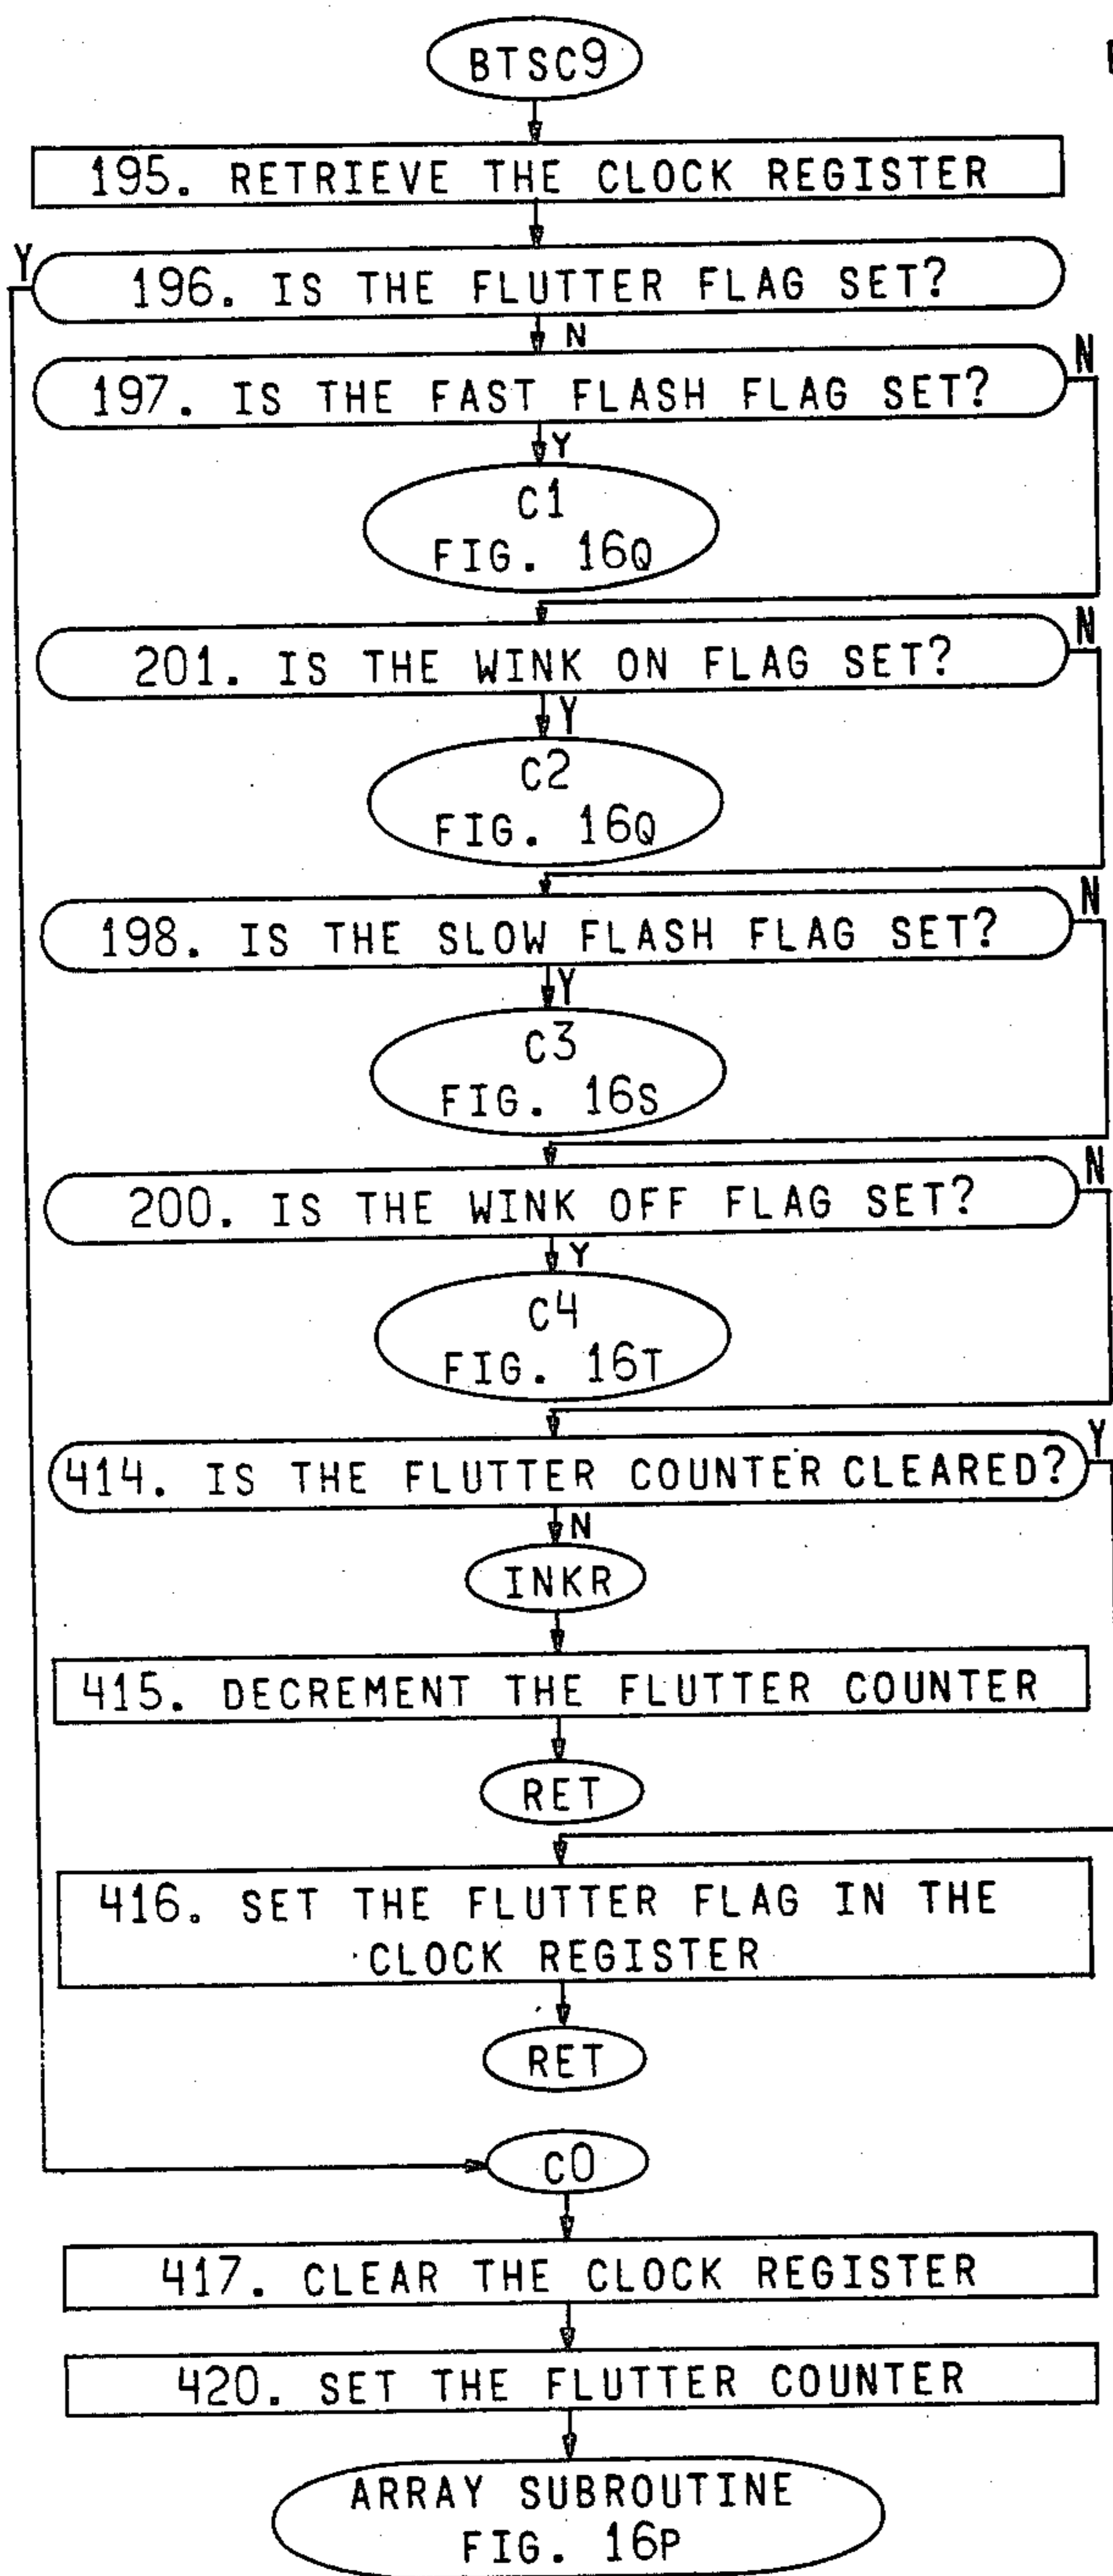 BTSC9
195. RETRIEVE THE CLOCK REGISTER
Y
196. IS THE FLUTTER FLAG SET?
N
197. IS THE FAST FLASH FLAG SET?
N
Y
C1
FIG. 16Q
201. IS THE WINK ON FLAG SET?
N
Y
C2
FIG. 16Q
198. IS THE SLOW FLASH FLAG SET?
N
Y
C3
FIG. 16S
200. IS THE WINK OFF FLAG SET?
N
Y
C4
FIG. 16T
414. IS THE FLUTTER COUNTER CLEARED?
Y
N
INKR
415. DECREMENT THE FLUTTER COUNTER
RET
416. SET THE FLUTTER FLAG IN THE
CLOCK REGISTER
RET
C0
417. CLEAR THE CLOCK REGISTER
420. SET THE FLUTTER COUNTER
ARRAY SUBROUTINE
FIG. 16P